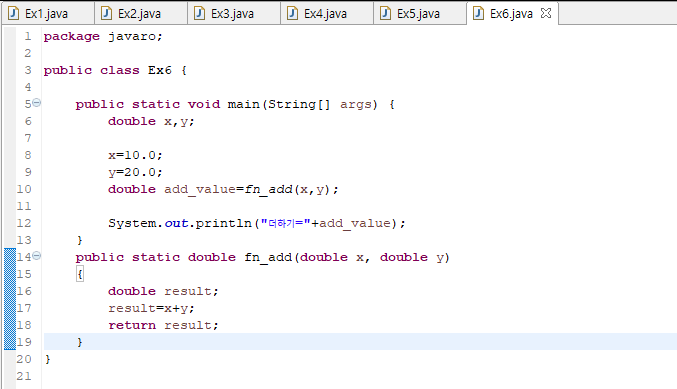 Ex1.java Ex2.java Ex3.java Ex4.java Ex5.java Ex6.java
1 package javaro;
2
3 public class Ex6 {
4
5 public static void main(String[] args) {
6 double x,y;
7
8 x=10.0;
9 y=20.0;
10 double add_value=fn_add(x,y);
11
12 System.out.println("더하기="+add_value);
13 }
14 public static double fn_add(double x, double y)
15 {
16 double result;
17 result=x+y;
18 return result;
19 }
20 }
21